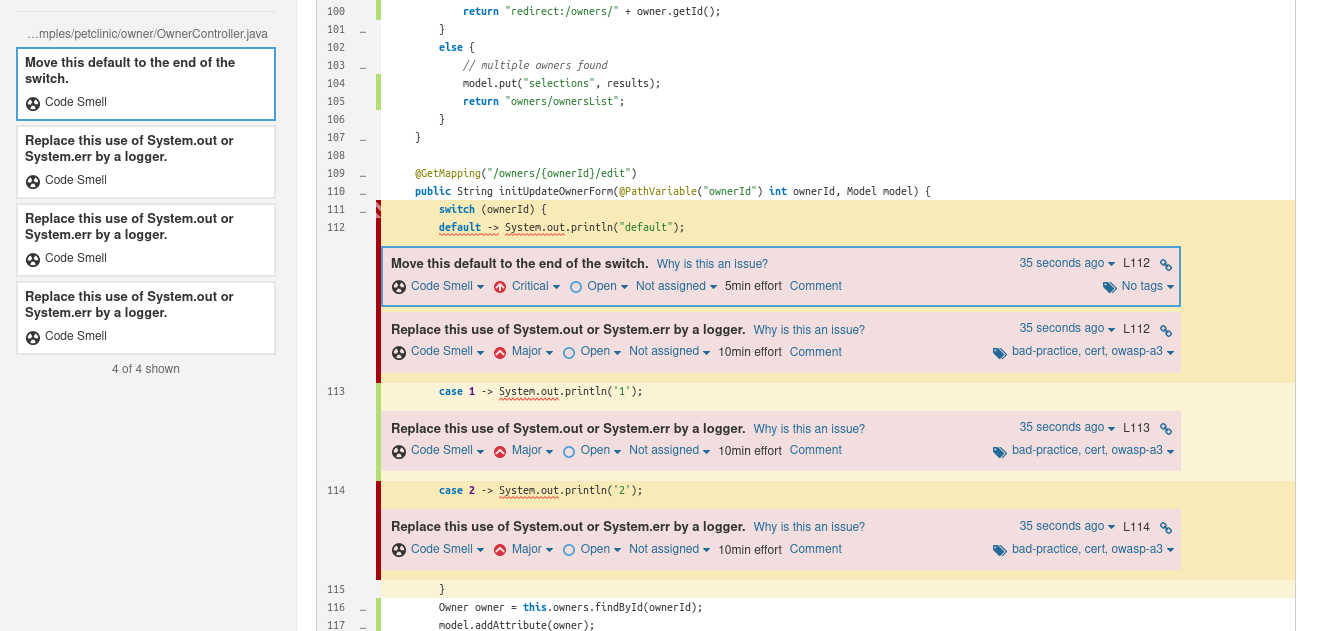 …mples/petclinic/owner/OwnerController.java
Move this default to the end of the
switch.
Code Smell
Replace this use of System.out or
System.err by a logger.
Code Smell
Replace this use of System.out or
System.err by a logger.
Code Smell
Replace this use of System.out or
System.err by a logger.
Code Smell
4 of 4 shown
100 return "redirect:/owners/" + owner.getId();
101 … }
102 else {
103 … // multiple owners found
104 model.put("selections", results);
105 return "owners/ownersList";
106 }
107 … }
108
109 … @GetMapping("/owners/{ownerId}/edit")
110 … public String initUpdateOwnerForm(@PathVariable("ownerId") int ownerId, Model model) {
111 … switch (ownerId) {
112 default -> System.out.println("default");
Move this default to the end of the switch. Why is this an issue? 35 seconds ago L112
Code Smell Critical Open Not assigned 5min effort Comment No tags
Replace this use of System.out or System.err by a logger. Why is this an issue? 35 seconds ago L112
Code Smell Major Open Not assigned 10min effort Comment bad-practice, cert, owasp-a3
113 case 1 -> System.out.println('1');
Replace this use of System.out or System.err by a logger. Why is this an issue? 35 seconds ago L113
Code Smell Major Open Not assigned 10min effort Comment bad-practice, cert, owasp-a3
114 case 2 -> System.out.println('2');
Replace this use of System.out or System.err by a logger. Why is this an issue? 35 seconds ago L114
Code Smell Major Open Not assigned 10min effort Comment bad-practice, cert, owasp-a3
115 }
116 … Owner owner = this.owners.findById(ownerId);
117 … model.addAttribute(owner);